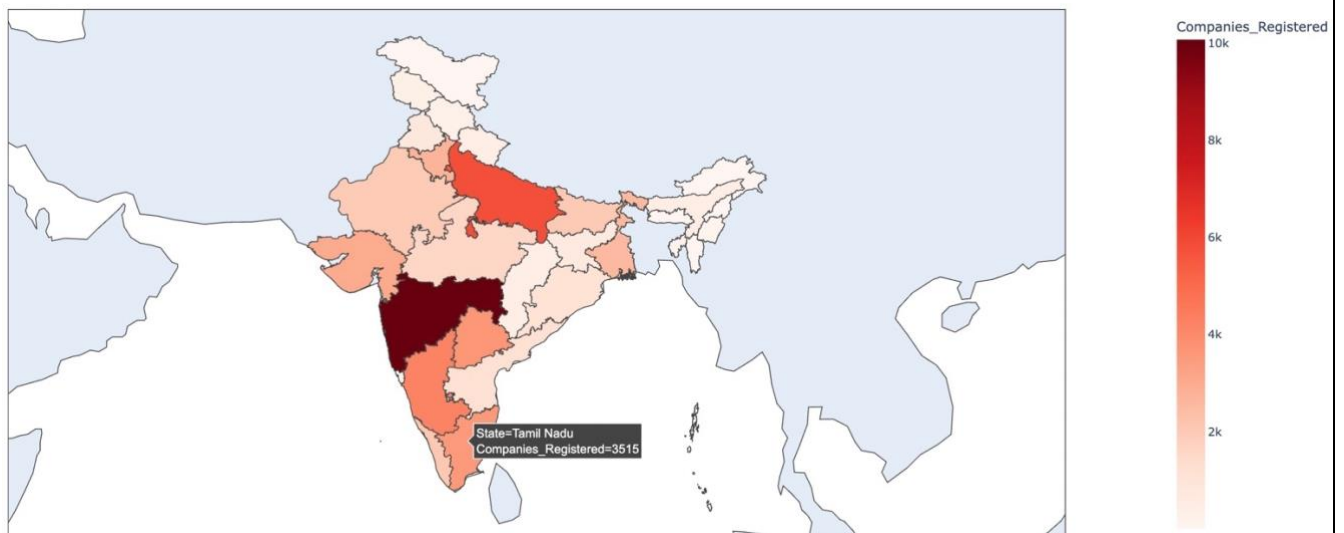 Companies_Registered
10k
8k
6k
4k
2k
State=Tamil Nadu
Companies_Registered=3515